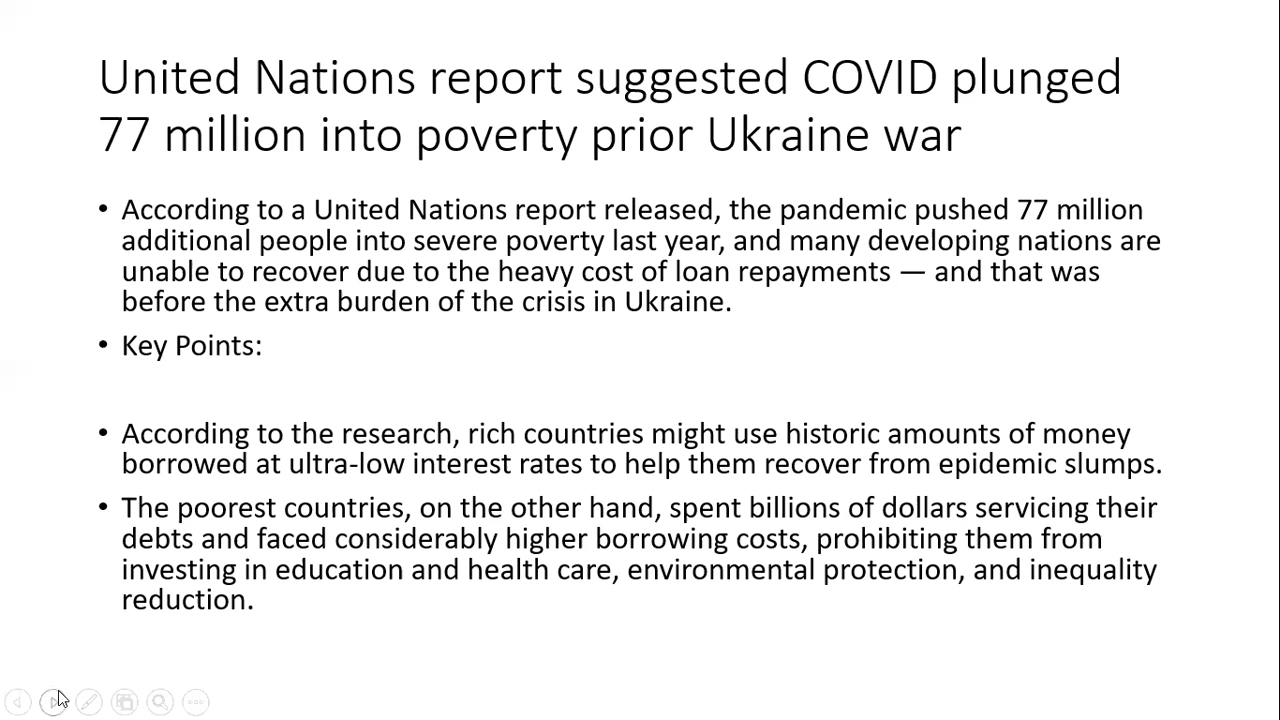 United Nations report suggested COVID plunged
77 million into poverty prior Ukraine war
• According to a United Nations report released, the pandemic pushed 77 million
additional people into severe poverty last year, and many developing nations are
unable to recover due to the heavy cost of loan repayments — and that was
before the extra burden of the crisis in Ukraine.
• Key Points:
• According to the research, rich countries might use historic amounts of money
borrowed at ultra-low interest rates to help them recover from epidemic slumps.
• The poorest countries, on the other hand, spent billions of dollars servicing their
debts and faced considerably higher borrowing costs, prohibiting them from
investing in education and health care, environmental protection, and inequality
reduction.